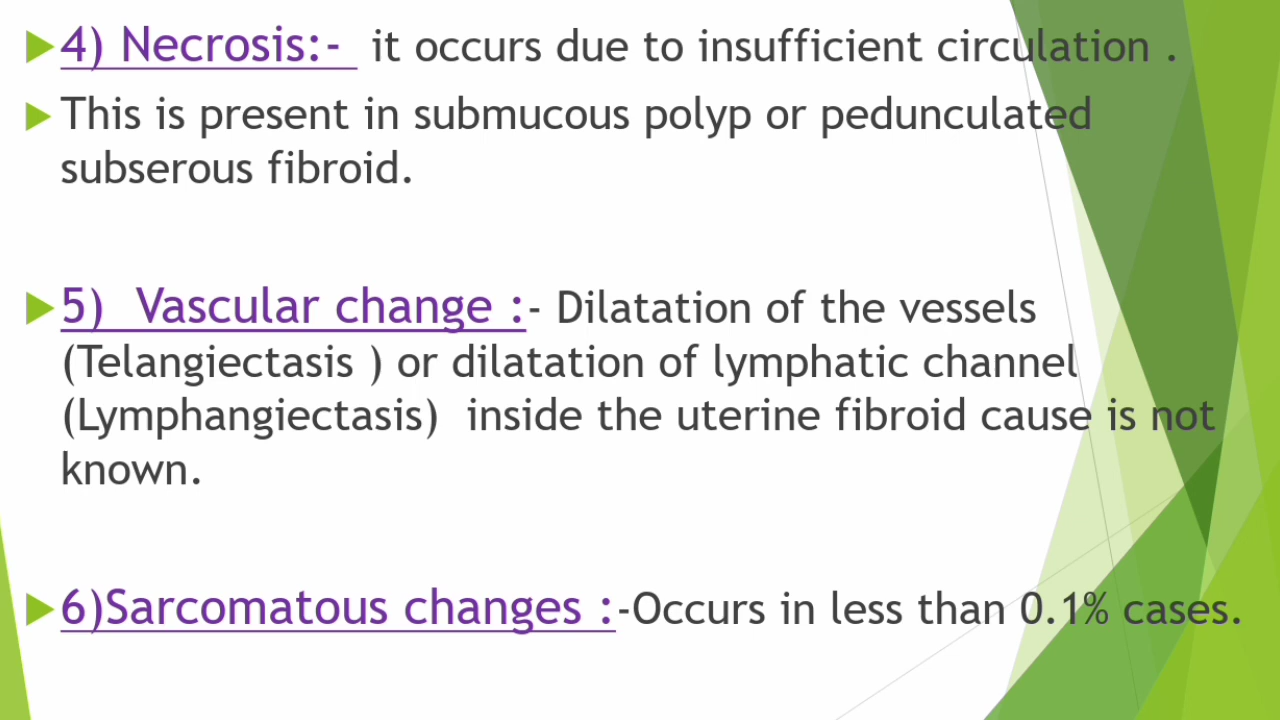 4) Necrosis:- it occurs due to insufficient circulation .
This is present in submucous polyp or pedunculated
subserous fibroid.
5) Vascular change :- Dilatation of the vessels
(Telangiectasis ) or dilatation of lymphatic channel
(Lymphangiectasis) inside the uterine fibroid cause is not
known.
6)Sarcomatous changes :-Occurs in less than 0.1% cases.